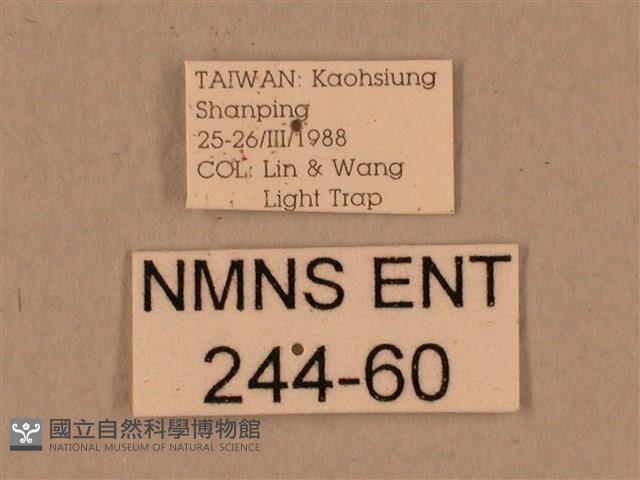 TAIWAN: Kaohsiung
Shanping
25-26/III/1988
COL: Lin & Wang
Light Trap
NMNS ENT
244-60
國立自然科學博物館
NATIONAL MUSEUM OF NATURAL SCIENCE